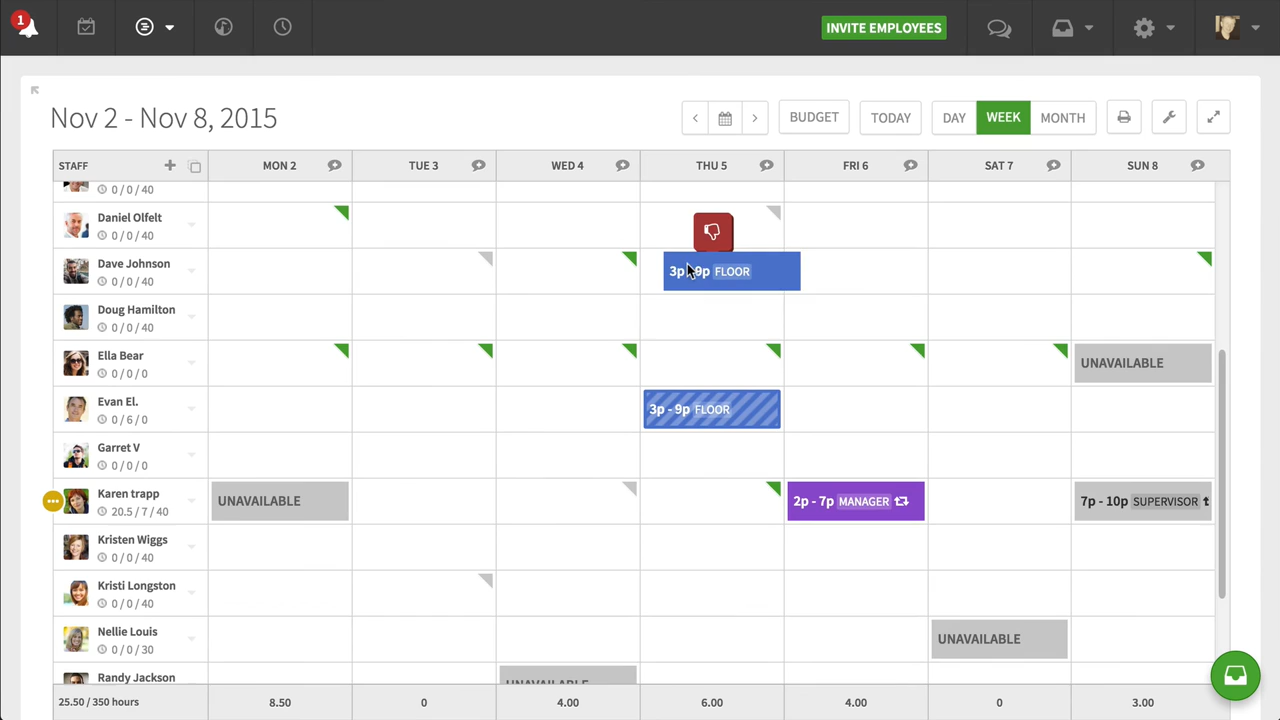 1
INVITE EMPLOYEES
Nov 2 - Nov 8, 2015
BUDGET
TODAY
DAY
WEEK
MONTH
STAFF
MON 2
TUE 3
WED 4
THU 5
FRI 6
SAT 7
SUN 8
0 / 0 / 40
Daniel Olfelt
0 / 0 / 40
Dave Johnson
0 / 0 / 40
3p - 9p FLOOR
Doug Hamilton
0 / 0 / 40
Ella Bear
0 / 0 / 0
UNAVAILABLE
Evan El.
0 / 6 / 0
3p - 9p FLOOR
Garret V
0 / 0 / 0
Karen trapp
20.5 / 7 / 40
UNAVAILABLE
2p - 7p MANAGER
7p - 10p SUPERVISOR
Kristen Wiggs
0 / 0 / 40
Kristi Longston
0 / 0 / 40
Nellie Louis
0 / 0 / 30
UNAVAILABLE
Randy Jackson
UNAVAILABLE
25.50 / 350 hours
8.50
0
4.00
6.00
4.00
0
3.00